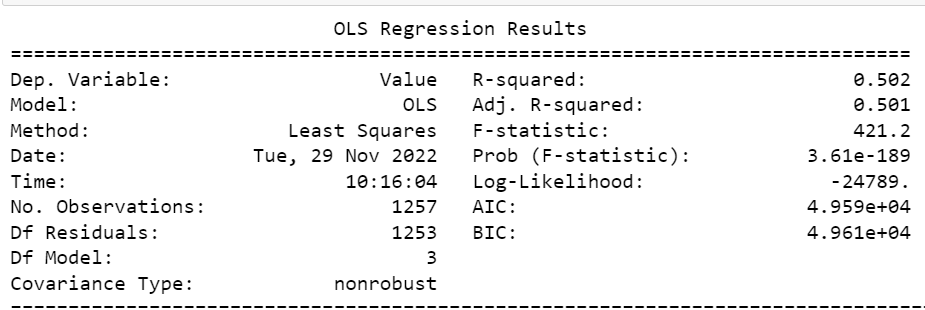 OLS Regression Results
==============================================================================
Dep. Variable: Value R-squared: 0.502
Model: OLS Adj. R-squared: 0.501
Method: Least Squares F-statistic: 421.2
Date: Tue, 29 Nov 2022 Prob (F-statistic): 3.61e-189
Time: 10:16:04 Log-Likelihood: -24789.
No. Observations: 1257 AIC: 4.959e+04
Df Residuals: 1253 BIC: 4.961e+04
Df Model: 3
Covariance Type: nonrobust
------------------------------------------------------------------------------